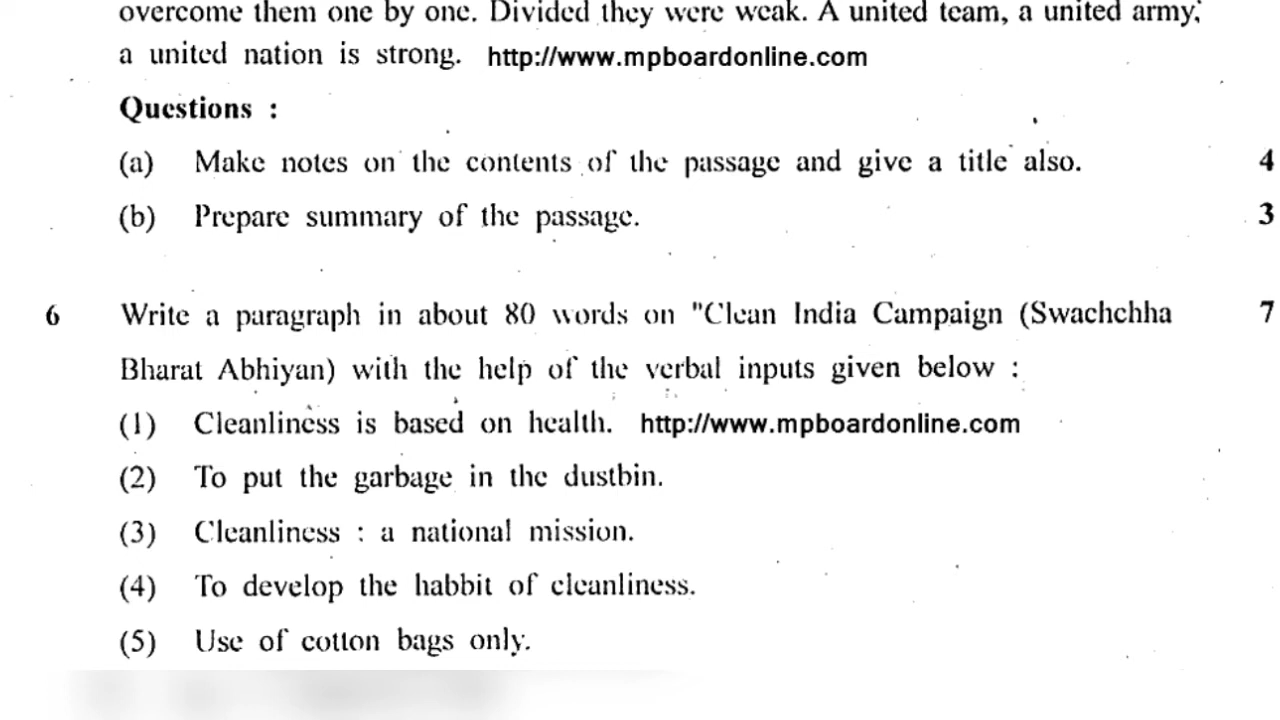 overcome them one by one. Divided they were weak. A united team, a united army,
a united nation is strong. http://www.mpboardonline.com
Questions :
(a) Make notes on the contents of the passage and give a title also. 4
(b) Prepare summary of the passage. 3
6 Write a paragraph in about 80 words on "Clean India Campaign (Swachchha 7
Bharat Abhiyan) with the help of the verbal inputs given below :
(1) Cleanliness is based on health. http://www.mpboardonline.com
(2) To put the garbage in the dustbin.
(3) Cleanliness : a national mission.
(4) To develop the habbit of cleanliness.
(5) Use of cotton bags only.